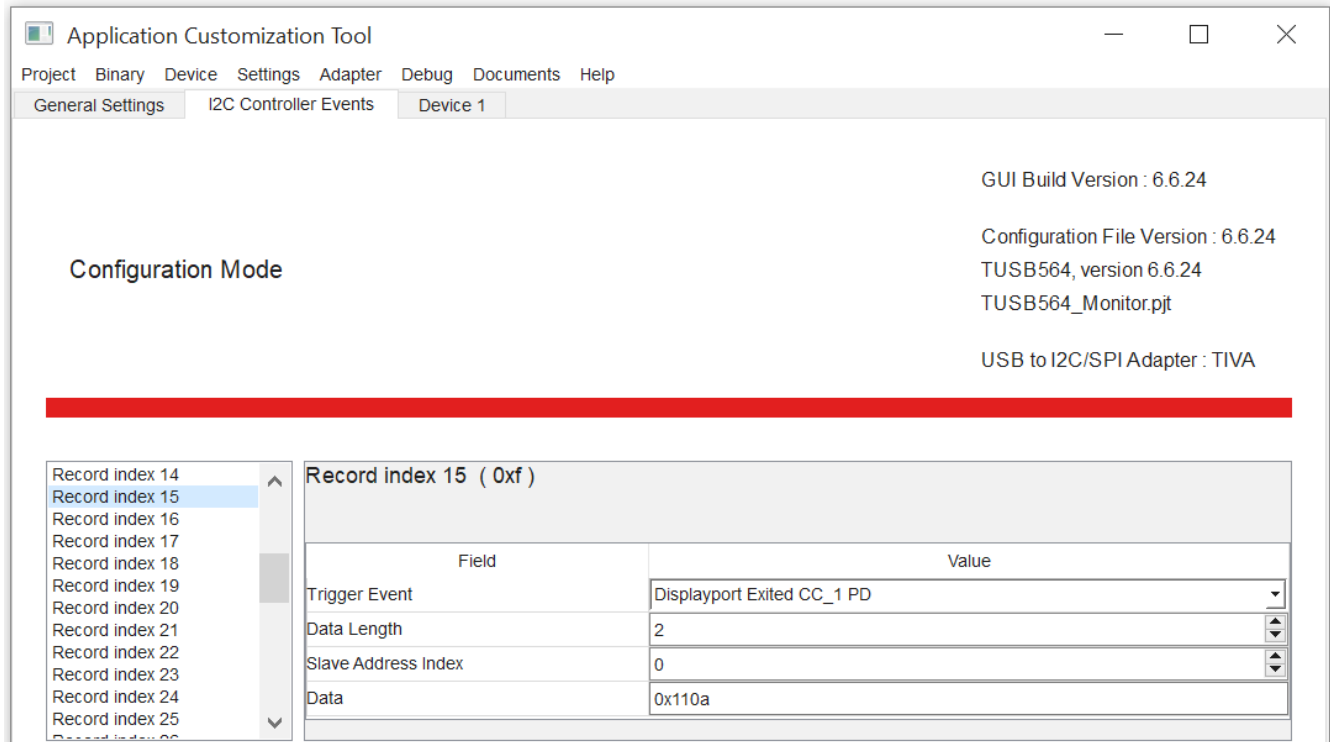 Application Customization Tool
Project Binary Device Settings Adapter Debug Documents Help
General Settings I2C Controller Events Device 1
GUI Build Version : 6.6.24
Configuration File Version : 6.6.24
Configuration Mode
TUSB564, version 6.6.24
TUSB564_Monitor.pjt
USB to I2C/SPI Adapter : TIVA
Record index 14
Record index 15
Record index 16
Record index 17
Record index 18
Record index 19
Record index 20
Record index 21
Record index 22
Record index 23
Record index 24
Record index 25
Record index 15 ( 0xf )
Field Value
Trigger Event Displayport Exited CC_1 PD
Data Length 2
Slave Address Index 0
Data 0x110a